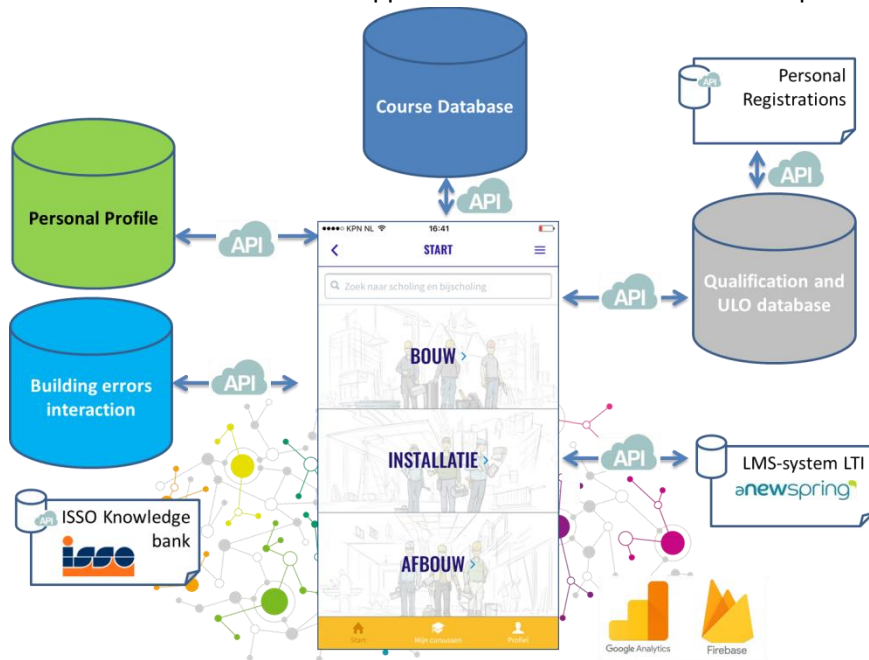 Course Database
API
Personal
Registrations
API
API
Personal Profile
API
KPN NL
16:41
START
Zoek naar scholing en bijscholing
API
Qualification and
ULO database
BOUW
Building errors
interaction
API
INSTALLATIE
API
LMS-system LTI
anewspring
API
ISSO Knowledge
bank
isso
AFBOUW
Start
Mijn cursussen
Profiel
Google Analytics
Firebase